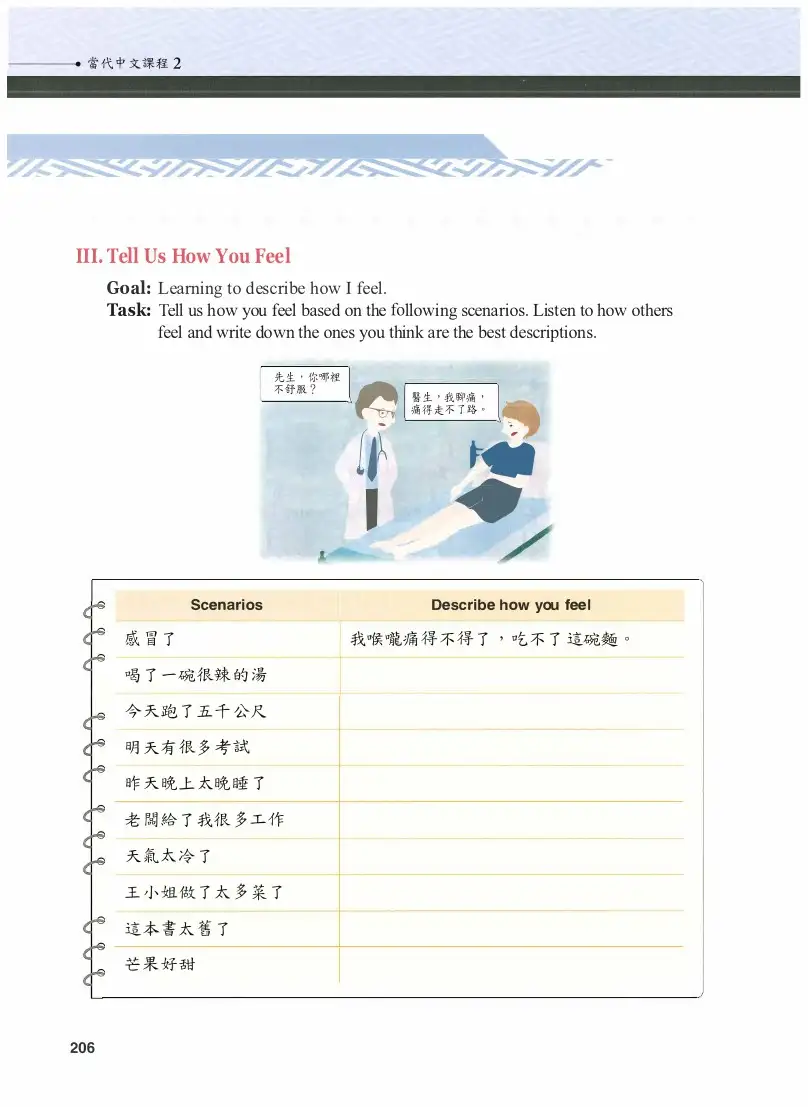 當代中文課程 2
III. Tell Us How You Feel
Goal: Learning to describe how I feel.
Task: Tell us how you feel based on the following scenarios. Listen to how others
feel and write down the ones you think are the best descriptions.
先生，你哪裡
不舒服？
醫生，我腳痛，
痛得走不了路。
Scenarios
Describe how you feel
感冒了
我喉嚨痛得不得了，吃不了這碗麵。
喝了一碗很辣的湯
今天跑了五千公尺
明天有很多考試
昨天晚上太晚睡了
老闆給了我很多工作
天氣太冷了
王小姐做了太多菜了
這本書太舊了
芒果好甜
206